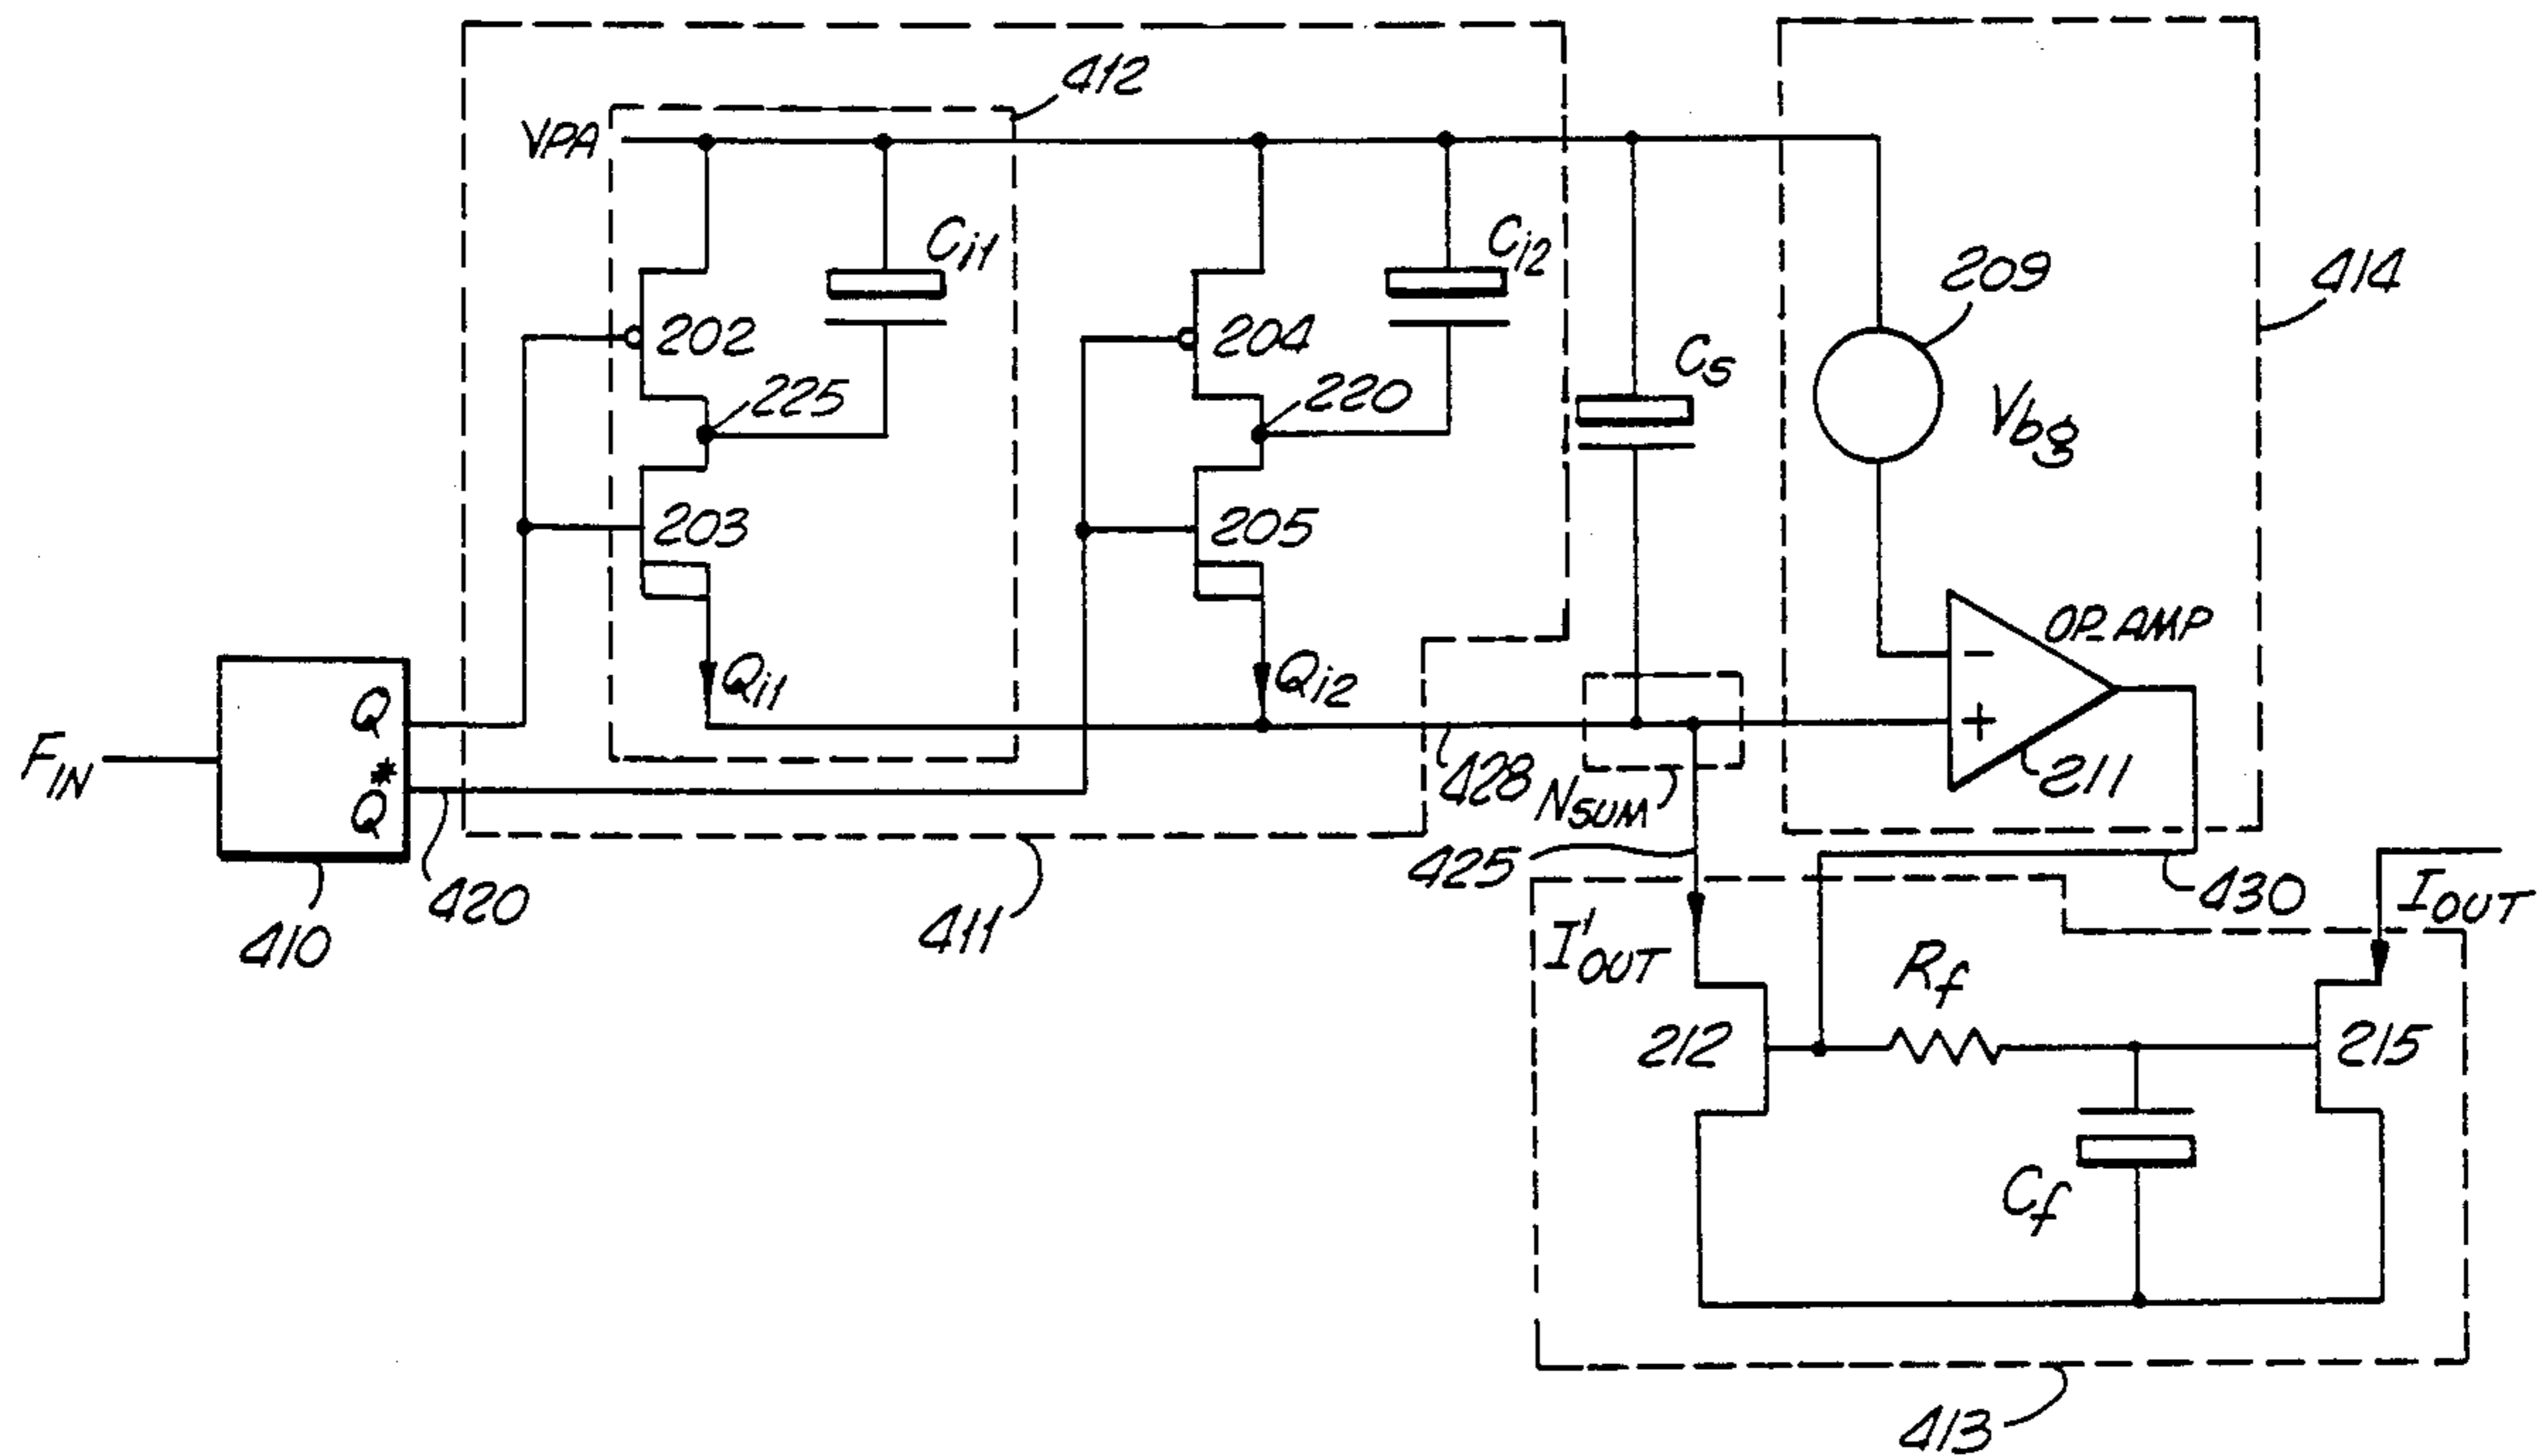 412
VPA
Ci1
Ci2
209
414
202
204
Cs
225
220
Vbg
203
205
OP AMP
Qi1
Qi2
Q
FIN
*
Q
428
NSUM
211
425
430
IOUT
410
420
411
I'OUT
Rf
212
215
Cf
413